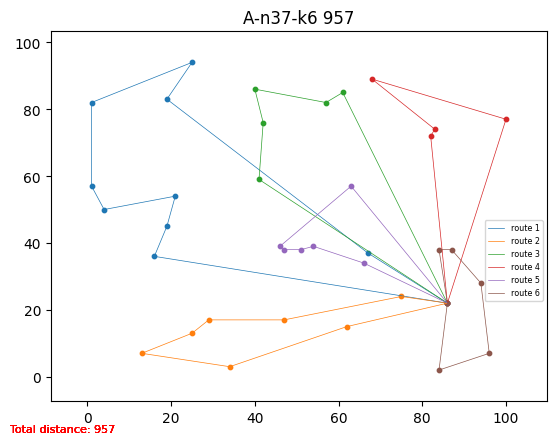 A-n37-k6 957
100
80
60
40
20
0
route 1
route 2
route 3
route 4
route 5
route 6
0 20 40 60 80 100
Total distance: 957